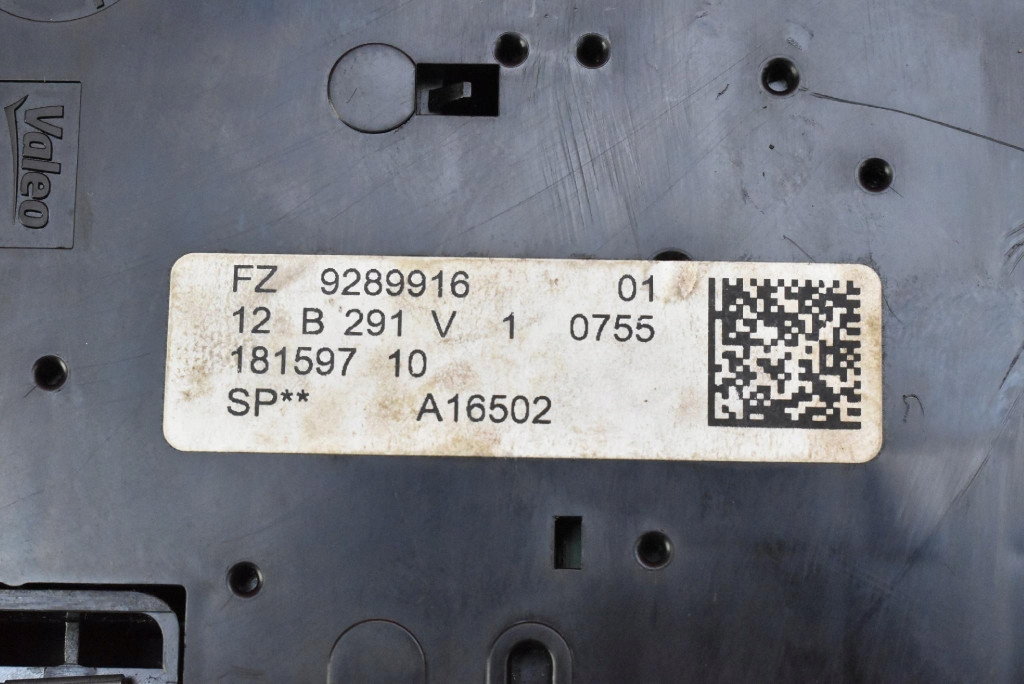 Valeo
FZ 9289916 01
12 B 291 V 1 0755
181597 10
SP** A16502